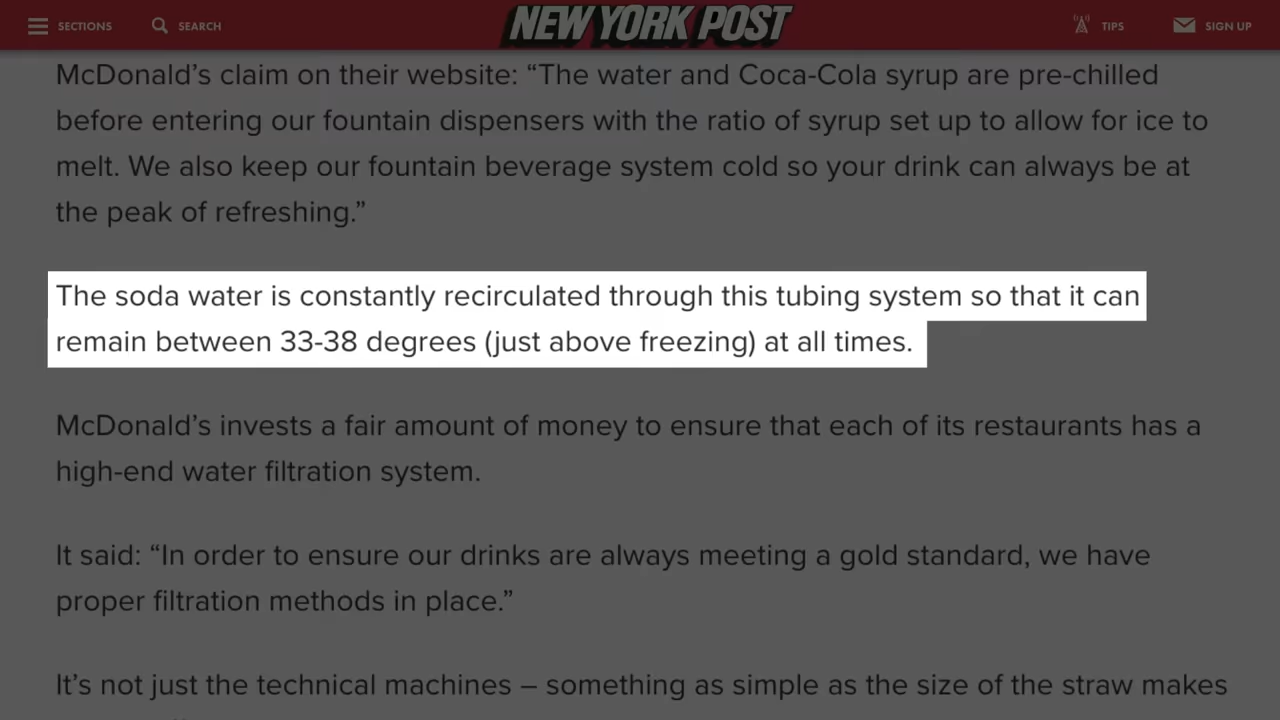 SECTIONS SEARCH NEW YORK POST TIPS SIGN UP
McDonald’s claim on their website: “The water and Coca-Cola syrup are pre-chilled
before entering our fountain dispensers with the ratio of syrup set up to allow for ice to
melt. We also keep our fountain beverage system cold so your drink can always be at
the peak of refreshing.”
The soda water is constantly recirculated through this tubing system so that it can
remain between 33-38 degrees (just above freezing) at all times.
McDonald’s invests a fair amount of money to ensure that each of its restaurants has a
high-end water filtration system.
It said: “In order to ensure our drinks are always meeting a gold standard, we have
proper filtration methods in place.”
It’s not just the technical machines – something as simple as the size of the straw makes